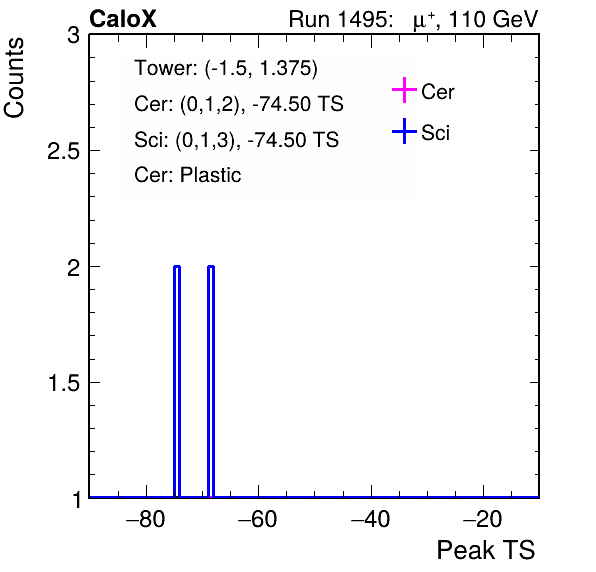 CaloX Run 1495: μ⁺, 110 GeV
Counts
Tower: (-1.5, 1.375)
Cer: (0,1,2), -74.50 TS
Sci: (0,1,3), -74.50 TS
Cer: Plastic
Cer
Sci
3
2.5
2
1.5
1
−80 −60 −40 −20
Peak TS